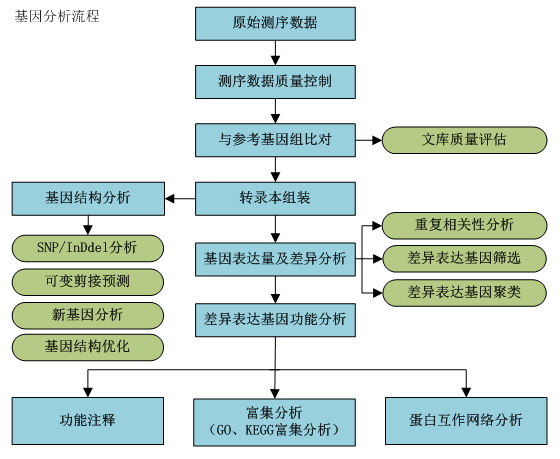 基因分析流程
原始测序数据
测序数据质量控制
与参考基因组比对
文库质量评估
基因结构分析
转录本组装
SNP/InDdel分析
可变剪接预测
新基因分析
基因结构优化
基因表达量及差异分析
重复相关性分析
差异表达基因筛选
差异表达基因聚类
差异表达基因功能分析
功能注释
富集分析
（GO、KEGG富集分析）
蛋白互作网络分析